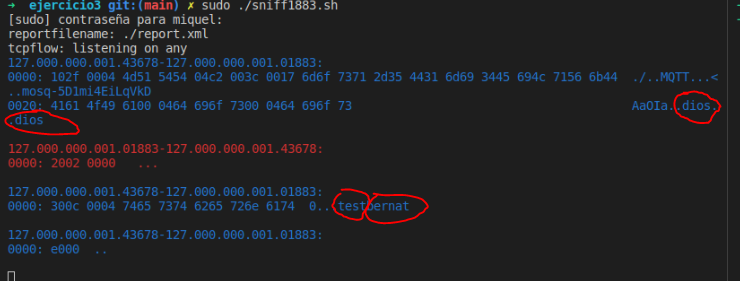 ➜  ejercicio3 git:(main) ✗ sudo ./sniff1883.sh
[sudo] contraseña para miquel:
reportfilename: ./report.xml
tcpflow: listening on any
127.000.000.001.43678-127.000.000.001.01883:
0000: 102f 0004 4d51 5454 04c2 003c 0017 6d6f 7371 2d35 4431 6d69 3445 694c 7156 6b44  ./..MQTT...<
..mosq-5D1mi4EiLqVkD
0020: 4161 4f49 6100 0464 696f 7300 0464 696f 73                                       AaOIa..dios.
.dios
127.000.000.001.01883-127.000.000.001.43678:
0000: 2002 0000   ...
127.000.000.001.43678-127.000.000.001.01883:
0000: 300c 0004 7465 7374 6265 726e 6174  0...testbernat
127.000.000.001.43678-127.000.000.001.01883:
0000: e000  ..